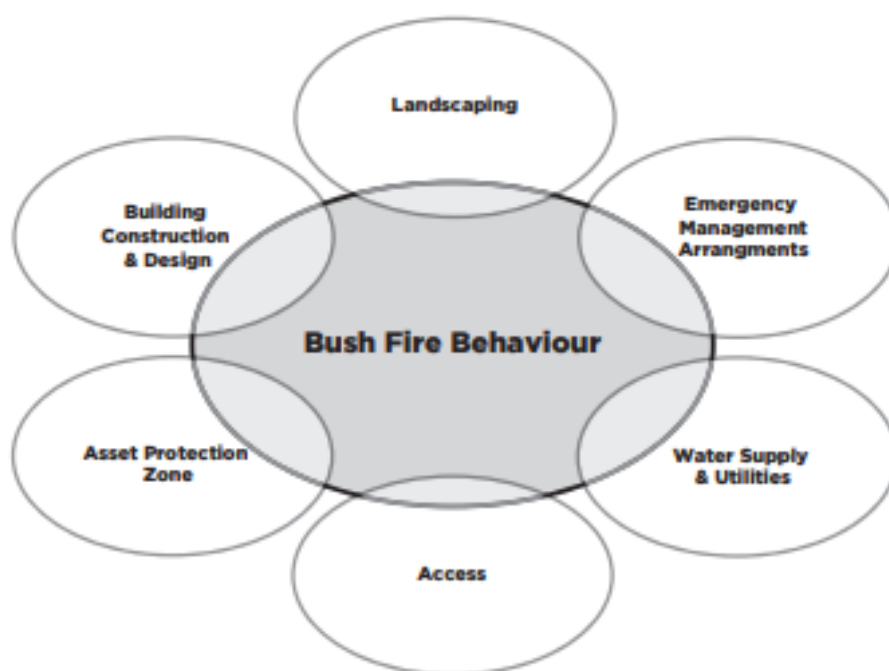 Landscaping
Building
Construction
& Design
Emergency
Management
Arrangments
Bush Fire Behaviour
Asset Protection
Zone
Water Supply
& Utilities
Access